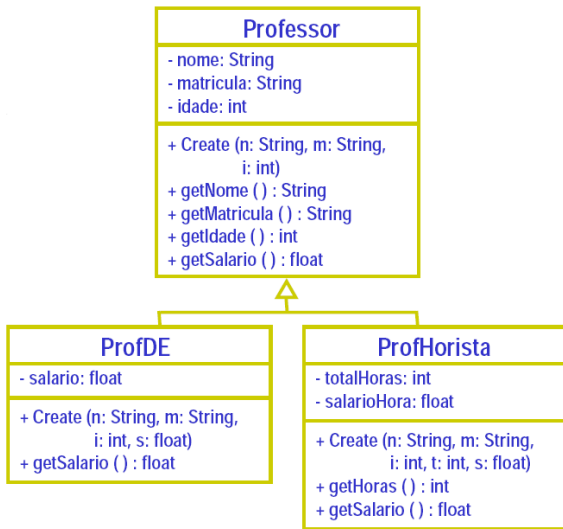 Professor
- nome: String
- matricula: String
- idade: int
+ Create (n: String, m: String,
i: int)
+ getNome ( ) : String
+ getMatricula ( ) : String
+ getIdade ( ) : int
+ getSalario ( ) : float
ProfDE
- salario: float
+ Create (n: String, m: String,
i: int, s: float)
+ getSalario ( ) : float
ProfHorista
- totalHoras: int
- salarioHora: float
+ Create (n: String, m: String,
i: int, t: int, s: float)
+ getHoras ( ) : int
+ getSalario ( ) : float